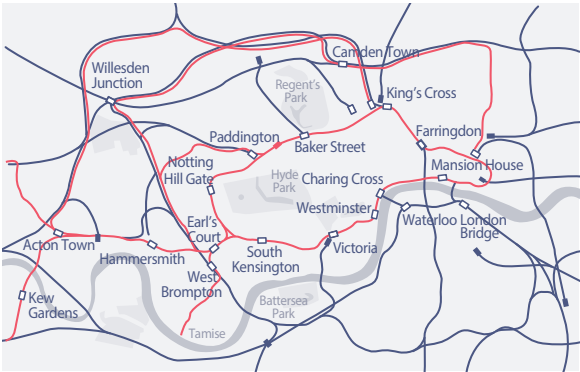 Camden Town
Willesden
Junction
Regent's
Park
King's Cross
Farringdon
Paddington
Baker Street
Mansion House
Notting
Hill Gate
Hyde
Park
Charing Cross
Westminster
Waterloo
London
Bridge
Earl's
Court
Acton Town
Hammersmith
South
Kensington
Victoria
West
Brompton
Kew
Gardens
Battersea
Park
Tamise